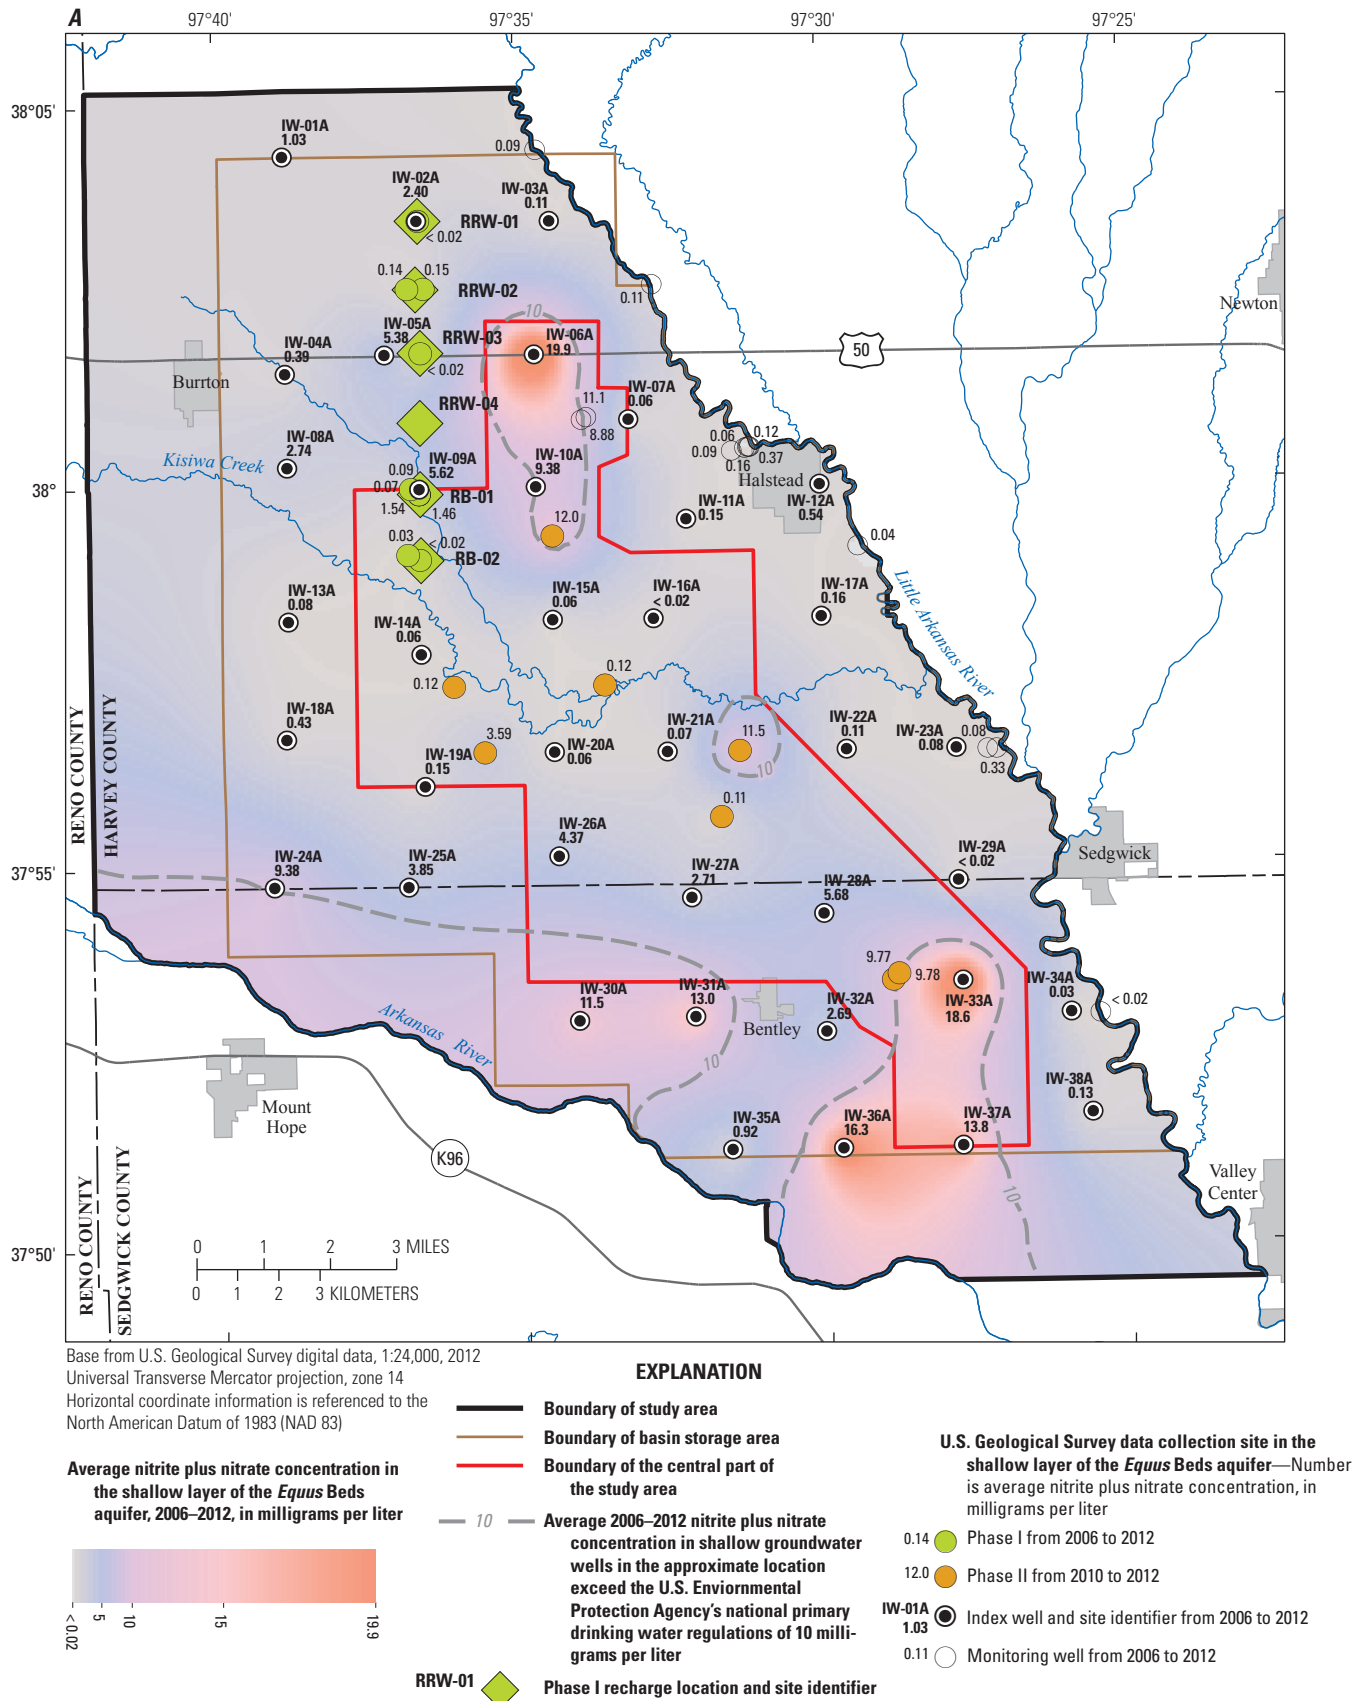 A
97°40'
97°35'
97°30'
97°25'
38°05'
IW-01A
1.03
0.09
IW-02A
2.40
IW-03A
0.11
RRW-01
< 0.02
0.14
0.15
RRW-02
0.11
Newton
10
IW-05A
5.38
RRW-03
IW-06A
19.9
50
IW-04A
0.39
< 0.02
Burrton
IW-07A
0.06
11.1
RRW-04
8.88
0.06
0.12
IW-08A
2.74
0.09
0.37
0.16
Kisiwa Creek
IW-09A
5.62
IW-10A
9.38
Halstead
38°
0.09
0.07
RB-01
IW-12A
0.54
1.54
1.46
IW-11A
0.15
12.0
0.03
< 0.02
RB-02
0.04
IW-13A
0.08
IW-15A
0.06
IW-16A
< 0.02
IW-17A
0.16
Little Arkansas River
IW-14A
0.06
0.12
0.12
IW-18A
0.43
3.59
IW-21A
0.07
11.5
IW-22A
0.11
IW-23A
0.08
0.08
0.33
RENO COUNTY
HARVEY COUNTY
IW-19A
0.15
IW-20A
0.06
10
0.11
IW-26A
4.37
IW-29A
< 0.02
Sedgwick
37°55'
IW-24A
9.38
IW-25A
3.85
IW-27A
2.71
IW-28A
5.68
9.77
9.78
IW-33A
18.6
IW-34A
0.03
< 0.02
IW-30A
11.5
IW-31A
13.0
Bentley
IW-32A
2.69
Arkansas River
10
Mount
Hope
IW-38A
0.13
IW-35A
0.92
IW-36A
16.3
IW-37A
13.8
K96
Valley
Center
10
RENO COUNTY
SEDGWICK COUNTY
37°50'
0 1 2 3 MILES
0 1 2 3 KILOMETERS
Base from U.S. Geological Survey digital data, 1:24,000, 2012
Universal Transverse Mercator projection, zone 14
Horizontal coordinate information is referenced to the
North American Datum of 1983 (NAD 83)
Average nitrite plus nitrate concentration in
the shallow layer of the Equus Beds
aquifer, 2006–2012, in milligrams per liter
< 0.02
5
10
15
19.9
EXPLANATION
Boundary of study area
Boundary of basin storage area
Boundary of the central part of
the study area
10
Average 2006–2012 nitrite plus nitrate
concentration in shallow groundwater
wells in the approximate location
exceed the U.S. Enviornmental
Protection Agency's national primary
drinking water regulations of 10 milli-
grams per liter
RRW-01
Phase I recharge location and site identifier
U.S. Geological Survey data collection site in the
shallow layer of the Equus Beds aquifer—Number
is average nitrite plus nitrate concentration, in
milligrams per liter
0.14 Phase I from 2006 to 2012
12.0 Phase II from 2010 to 2012
IW-01A
1.03
Index well and site identifier from 2006 to 2012
0.11 Monitoring well from 2006 to 2012